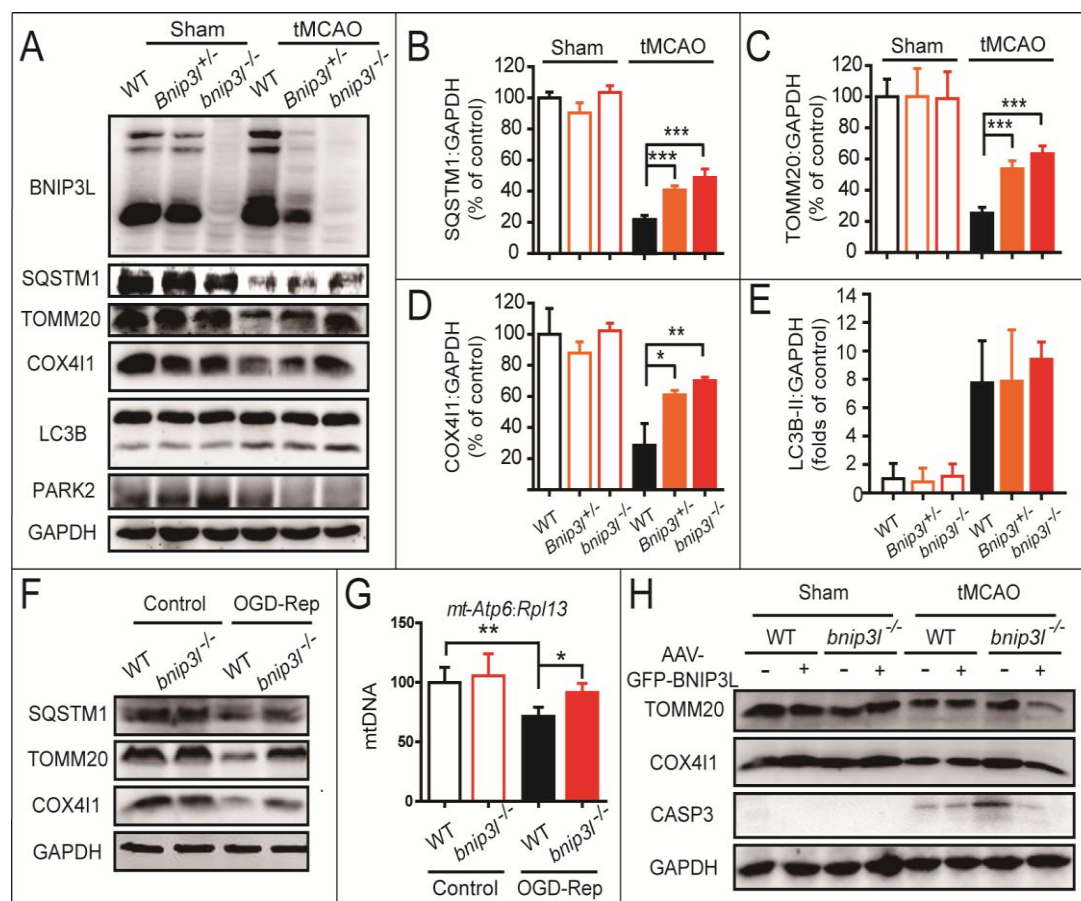 A
Sham tMCAO
WT Bnip3l+/- bnip3l-/- WT Bnip3l+/- bnip3l-/-
BNIP3L
SQSTM1
TOMM20
COX4I1
LC3B
PARK2
GAPDH
B
Sham tMCAO
SQSTM1:GAPDH
(% of control)
120
100
80
60
40
20
0
***
***
C
Sham tMCAO
TOMM20:GAPDH
(% of control)
120
100
80
60
40
20
0
***
***
D
COX4I1:GAPDH
(% of control)
120
100
80
60
40
20
**
*
WT Bnip3l+/- bnip3l-/- WT Bnip3l+/- bnip3l-/-
E
LC3B-II:GAPDH
(folds of control)
14
12
10
8
6
4
2
0
WT Bnip3l+/- bnip3l-/- WT Bnip3l+/- bnip3l-/-
F
Control OGD-Rep
WT bnip3l-/- WT bnip3l-/-
SQSTM1
TOMM20
COX4I1
GAPDH
G
mt-Atp6:Rpl13
mtDNA
150
100
50
0
**
*
WT bnip3l-/- WT bnip3l-/-
Control OGD-Rep
H
Sham tMCAO
WT bnip3l-/- WT bnip3l-/-
AAV-
GFP-BNIP3L
- + - + - + - +
TOMM20
COX4I1
CASP3
GAPDH